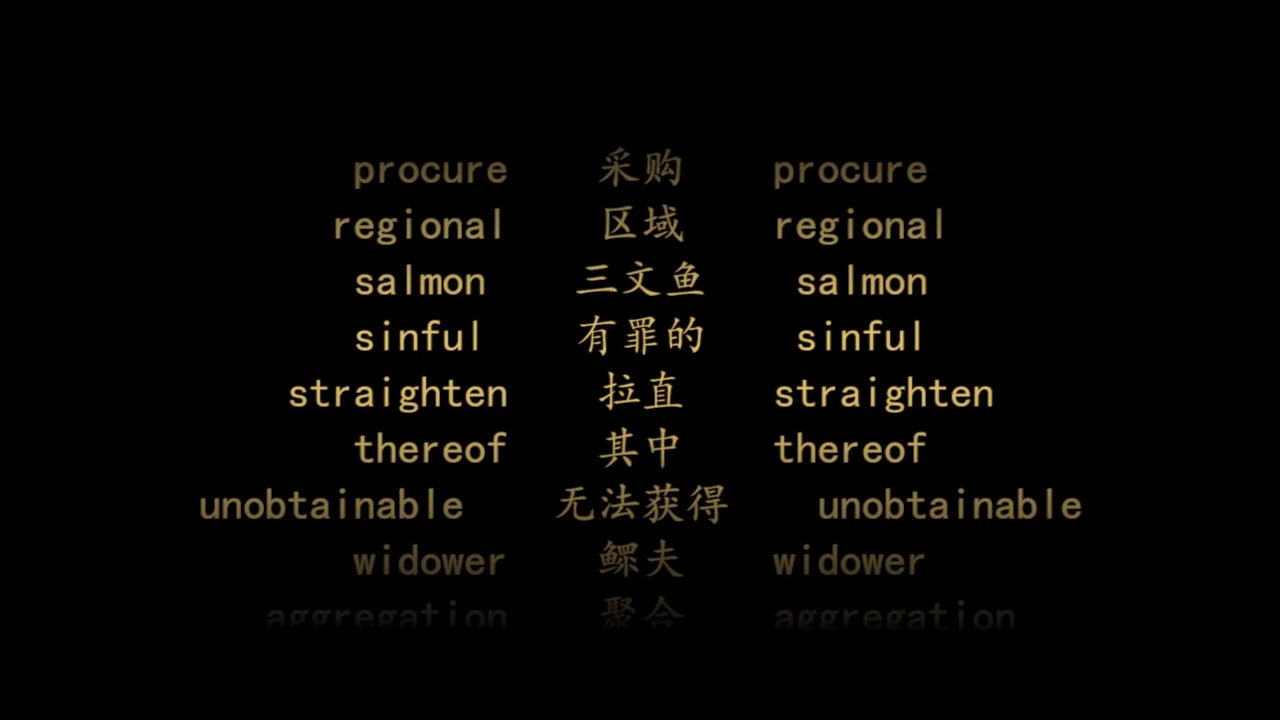 procure 采购 procure
regional 区域 regional
salmon 三文鱼 salmon
sinful 有罪的 sinful
straighten 拉直 straighten
thereof 其中 thereof
unobtainable 无法获得 unobtainable
widower 鳏夫 widower
aggregation 聚合 aggregation